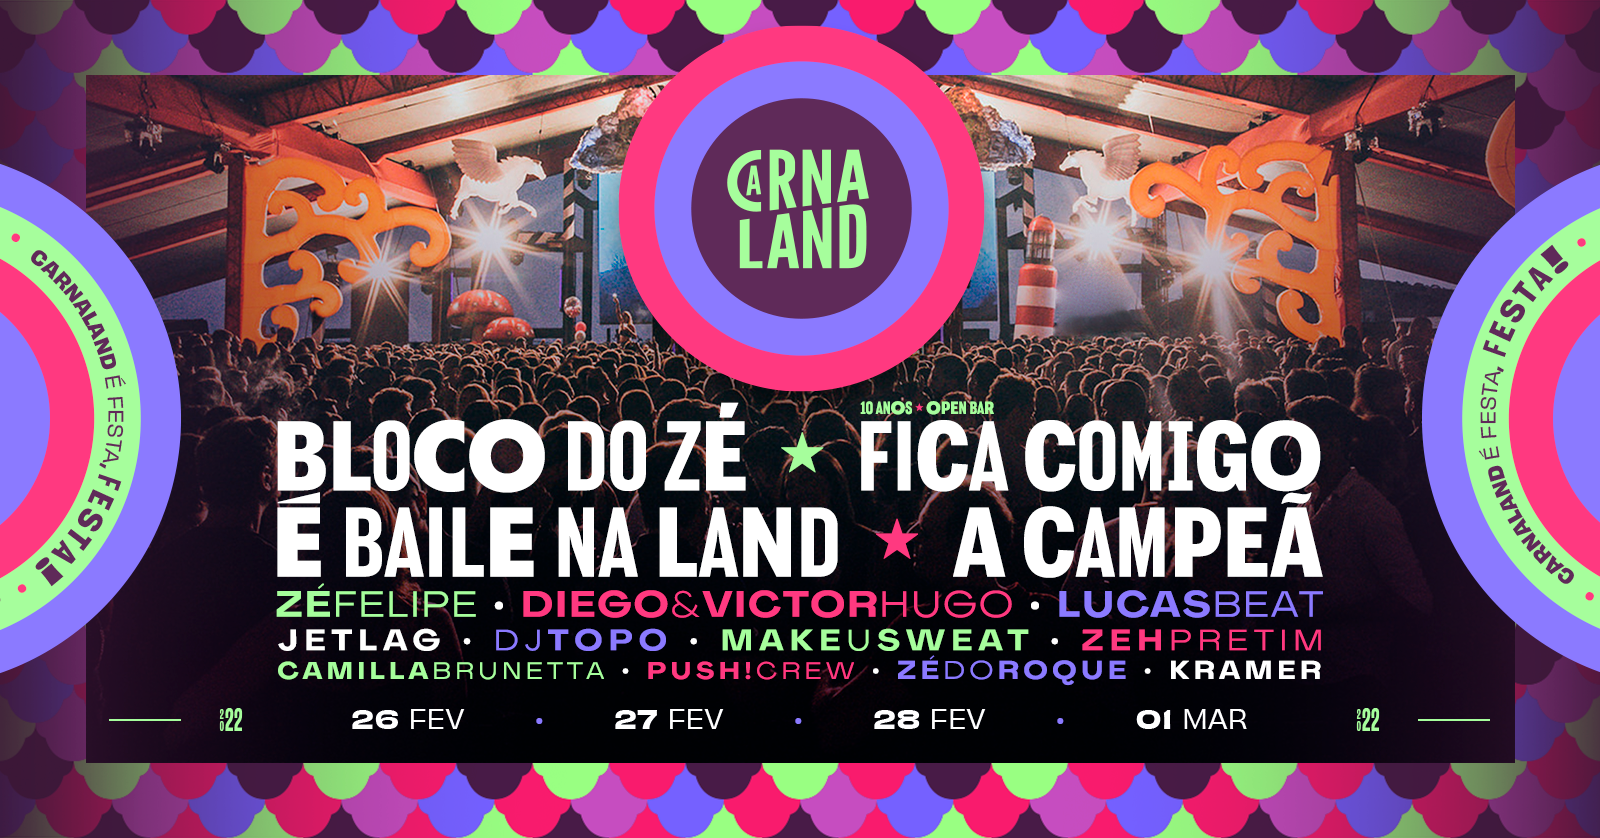 CARNA
LAND
CARNALAND É FESTA, FESTA!
CARNALAND É FESTA, FESTA!
10 ANOS ★ OPEN BAR
BLOCO DO ZÉ ★ FICA COMIGO
É BAILE NA LAND ★ A CAMPEÃ
ZÉFELIPE • DIEGO&VICTORHUGO • LUCASBEAT
JETLAG • DJTOPO • MAKEUSWEAT • ZEHPRETIM
CAMILLABRUNETTA • PUSH!CREW • ZÉDOROQUE • KRAMER
2022 26 FEV • 27 FEV • 28 FEV • 01 MAR 2022